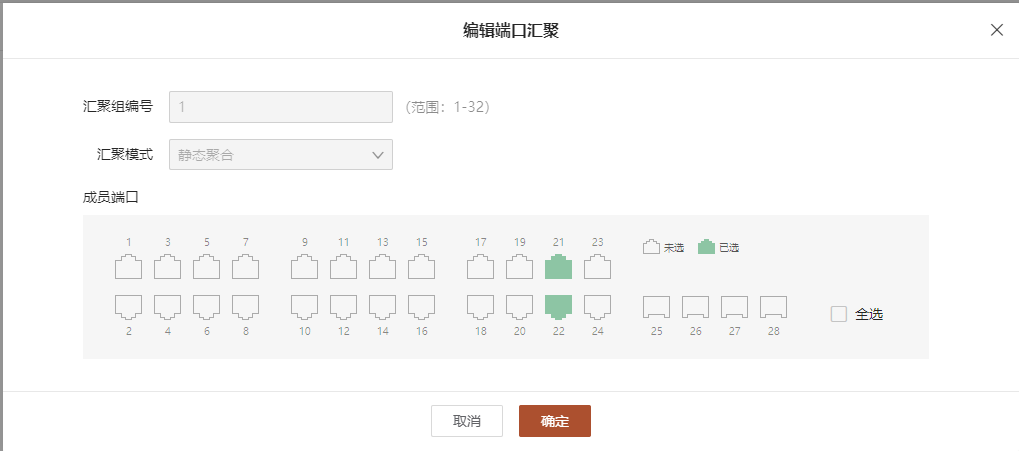 编辑端口汇聚
汇聚组编号 1 (范围：1-32)
汇聚模式 静态聚合
成员端口
1 3 5 7 9 11 13 15 17 19 21 23 未选 已选
2 4 6 8 10 12 14 16 18 20 22 24 25 26 27 28 全选
取消 确定